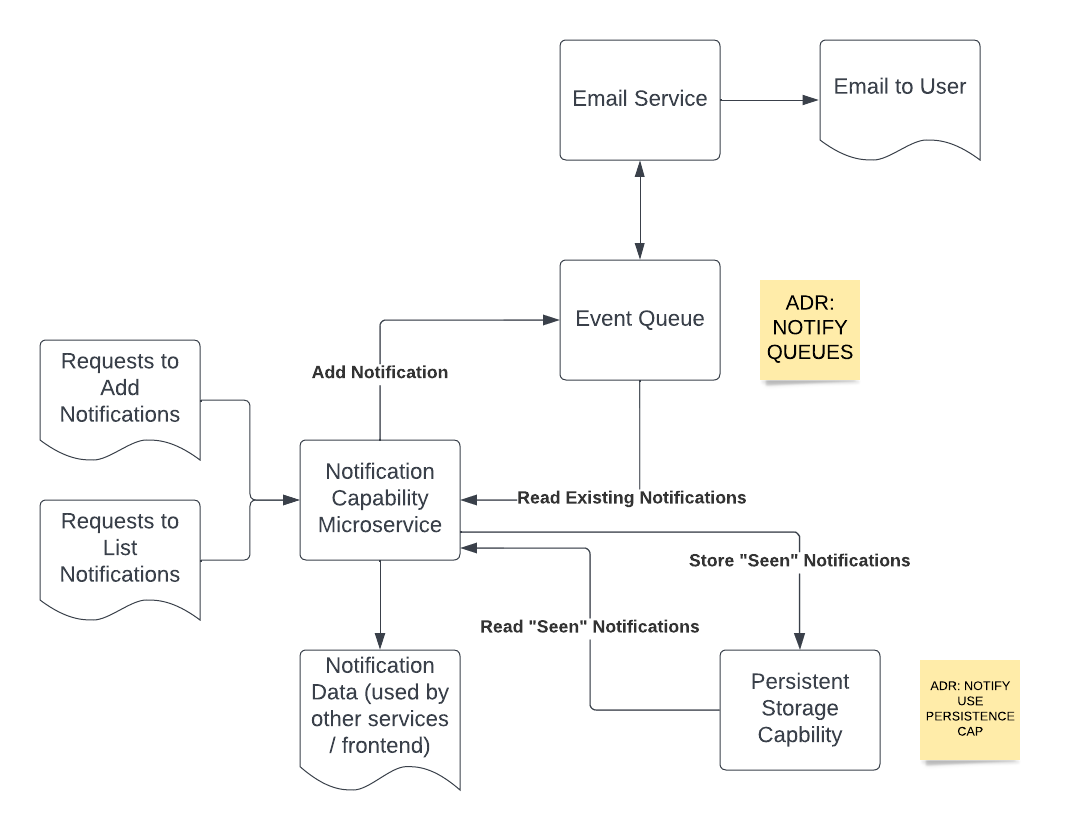 Email Service
Email to User
Event Queue
ADR:
NOTIFY
QUEUES
Requests to
Add
Notifications
Add Notification
Notification
Capability
Microservice
Read Existing Notifications
Requests to
List
Notifications
Store "Seen" Notifications
Read "Seen" Notifications
Notification
Data (used by
other services
/ frontend)
Persistent
Storage
Capbility
ADR: NOTIFY
USE
PERSISTENCE
CAP